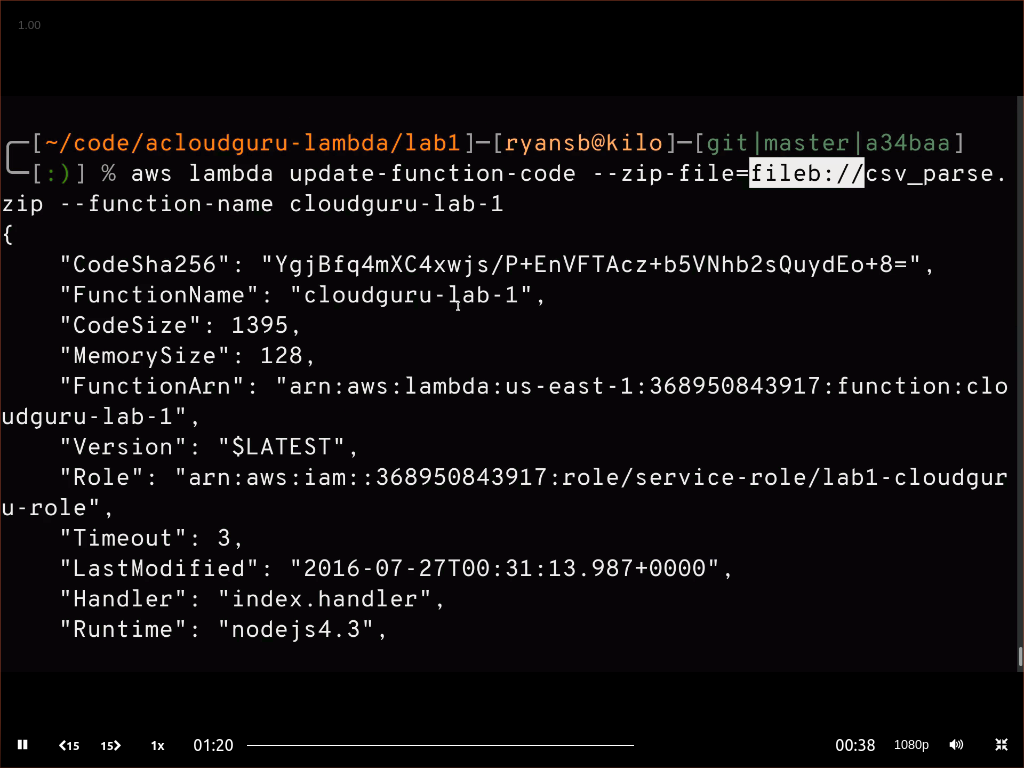 1.00
[~/code/acloudguru-lambda/lab1]—[ryansb@kilo]—[git|master|a34baa]
[:)] % aws lambda update-function-code --zip-file=fileb://csv_parse.
zip --function-name cloudguru-lab-1
{
    "CodeSha256": "YgjBfq4mXC4xwjs/P+EnVFTAcz+b5VNhb2sQuydEo+8=",
    "FunctionName": "cloudguru-lab-1",
    "CodeSize": 1395,
    "MemorySize": 128,
    "FunctionArn": "arn:aws:lambda:us-east-1:368950843917:function:clo
udguru-lab-1",
    "Version": "$LATEST",
    "Role": "arn:aws:iam::368950843917:role/service-role/lab1-cloudgur
u-role",
    "Timeout": 3,
    "LastModified": "2016-07-27T00:31:13.987+0000",
    "Handler": "index.handler",
    "Runtime": "nodejs4.3",
15 15 1x 01:20 00:38 1080p